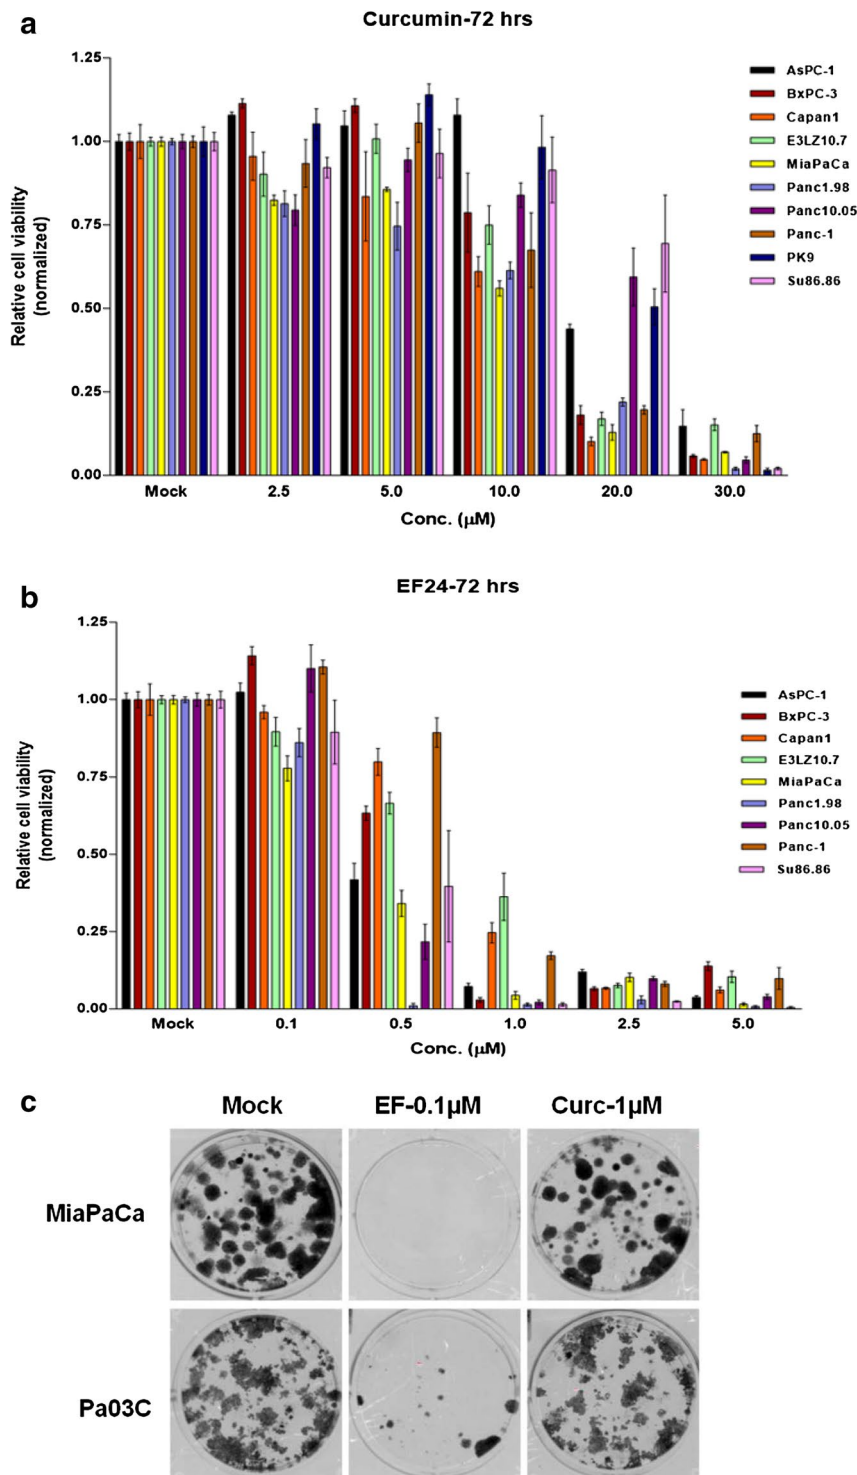 a
Curcumin-72 hrs
Relative cell viability
(normalized)
1.25
1.00
0.75
0.50
0.25
0.00
Mock 2.5 5.0 10.0 20.0 30.0
Conc. (µM)
AsPC-1
BxPC-3
Capan1
E3LZ10.7
MiaPaCa
Panc1.98
Panc10.05
Panc-1
PK9
Su86.86
b
EF24-72 hrs
Relative cell viability
(normalized)
1.25
1.00
0.75
0.50
0.25
0.00
Mock 0.1 0.5 1.0 2.5 5.0
Conc. (µM)
AsPC-1
BxPC-3
Capan1
E3LZ10.7
MiaPaCa
Panc1.98
Panc10.05
Panc-1
Su86.86
c
Mock EF-0.1µM Curc-1µM
MiaPaCa
Pa03C